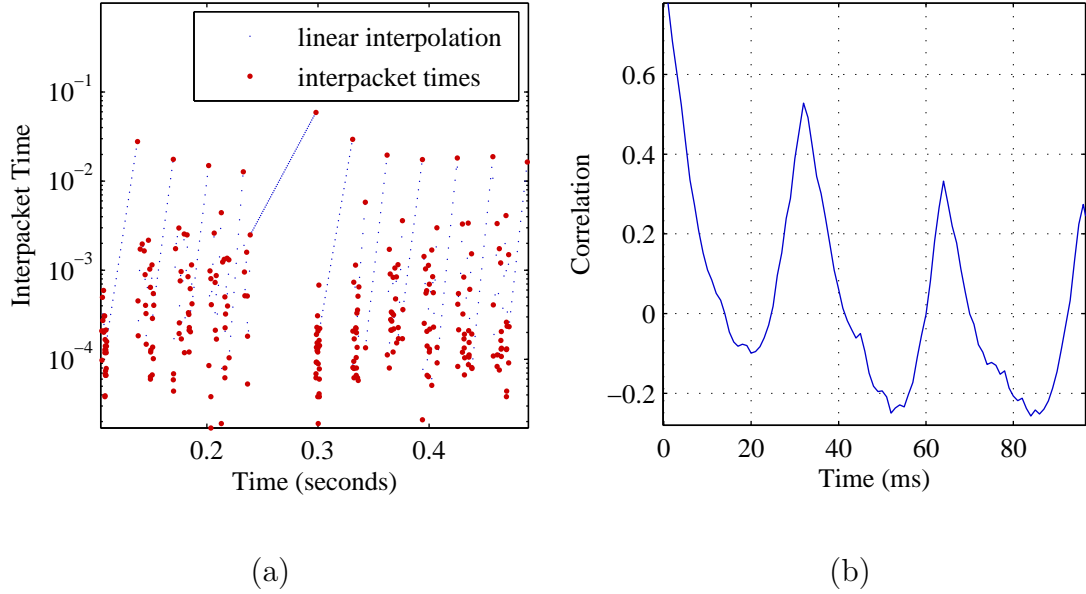 linear interpolation
interpacket times
Interpacket Time
10⁻¹
10⁻²
10⁻³
10⁻⁴
0.2 0.3 0.4
Time (seconds)
(a)
Correlation
0.6
0.4
0.2
0
−0.2
0 20 40 60 80
Time (ms)
(b)